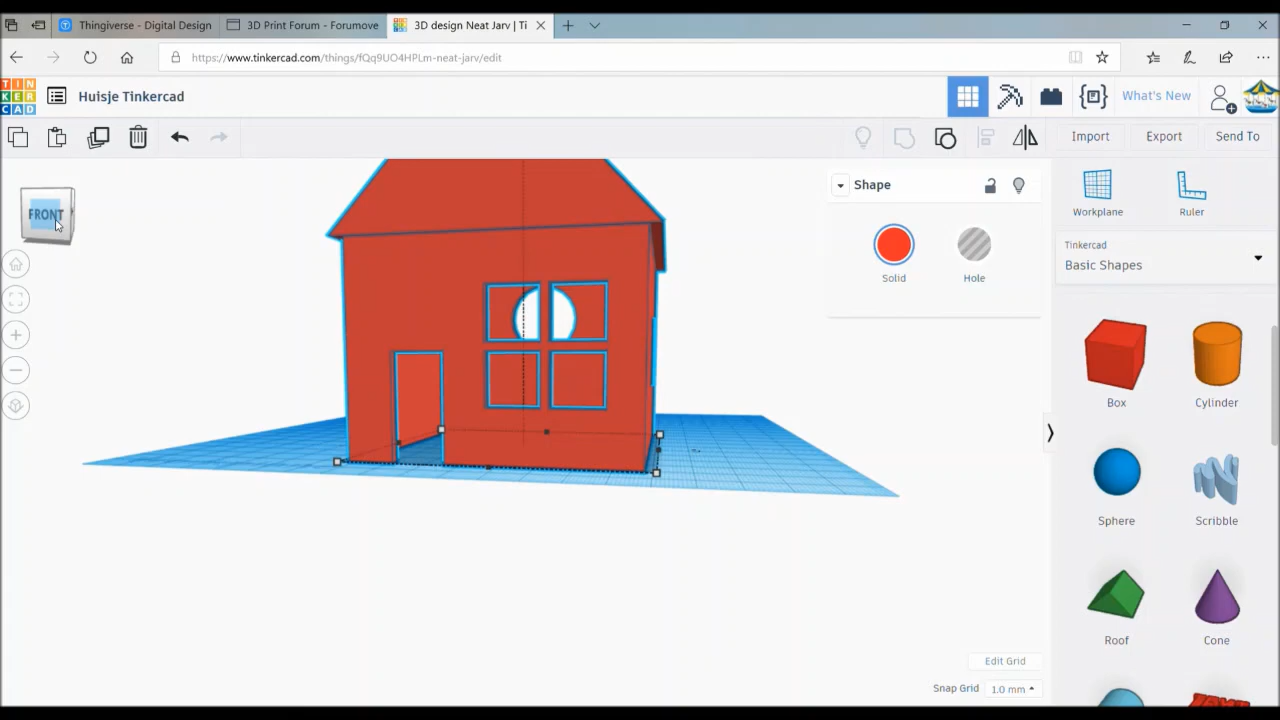 Thingiverse - Digital Design
3D Print Forum - Forumove
3D design Neat Jarv | Ti
https://www.tinkercad.com/things/fQq9UO4HPLm-neat-jarv/edit
TIN
KER
CAD
Huisje Tinkercad
What's New
Import
Export
Send To
FRONT
Shape
Solid
Hole
Workplane
Ruler
Tinkercad
Basic Shapes
Box
Cylinder
Sphere
Scribble
Roof
Cone
Edit Grid
Snap Grid
1.0 mm